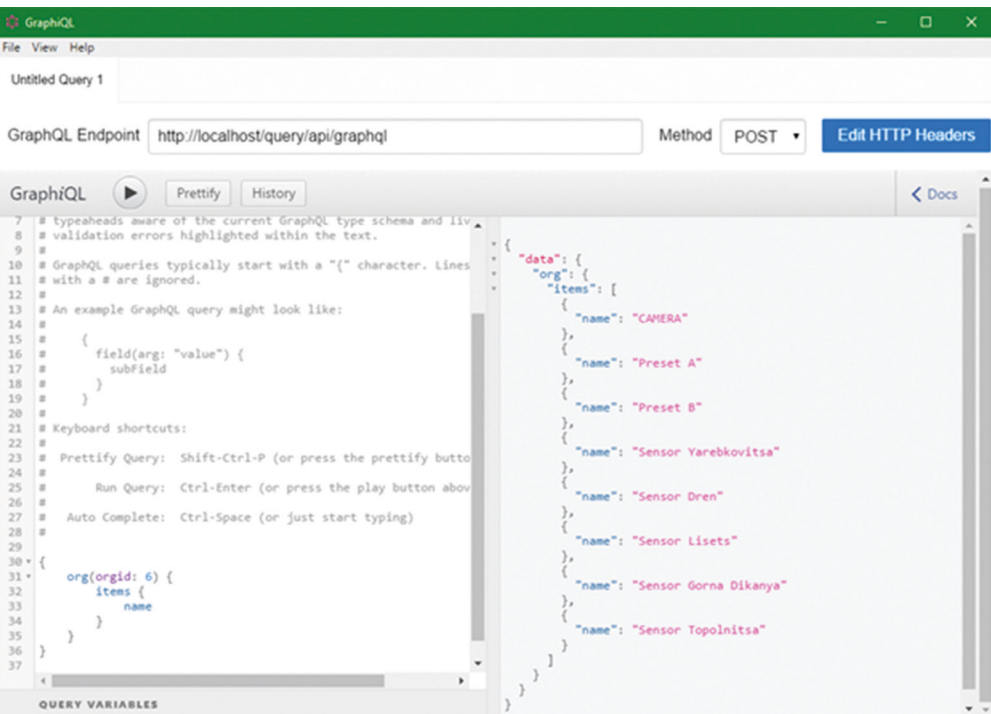 GraphiQL
File View Help
Untitled Query 1
GraphQL Endpoint http://localhost/query/api/graphql Method POST Edit HTTP Headers
GraphiQL Prettify History Docs
7 # typeaheads aware of the current GraphQL type schema and liv
8 # validation errors highlighted within the text.
9 #
10 # GraphQL queries typically start with a "{" character. Lines
11 # with a # are ignored.
12 #
13 # An example GraphQL query might look like:
14 #
15 # {
16 # field(arg: "value") {
17 # subField
18 # }
19 # }
20 #
21 # Keyboard shortcuts:
22 #
23 # Prettify Query: Shift-Ctrl-P (or press the prettify butto
24 #
25 # Run Query: Ctrl-Enter (or press the play button abov
26 #
27 # Auto Complete: Ctrl-Space (or just start typing)
28 #
29
30 {
31 org(orgid: 6) {
32 items {
33 name
34 }
35 }
36 }
37
QUERY VARIABLES
{
"data": {
"org": {
"items": [
{
"name": "CAMERA"
},
{
"name": "Preset A"
},
{
"name": "Preset B"
},
{
"name": "Sensor Yarebkovitsa"
},
{
"name": "Sensor Dren"
},
{
"name": "Sensor Lisets"
},
{
"name": "Sensor Gorna Dikanya"
},
{
"name": "Sensor Topolnitsa"
}
]
}
}
}